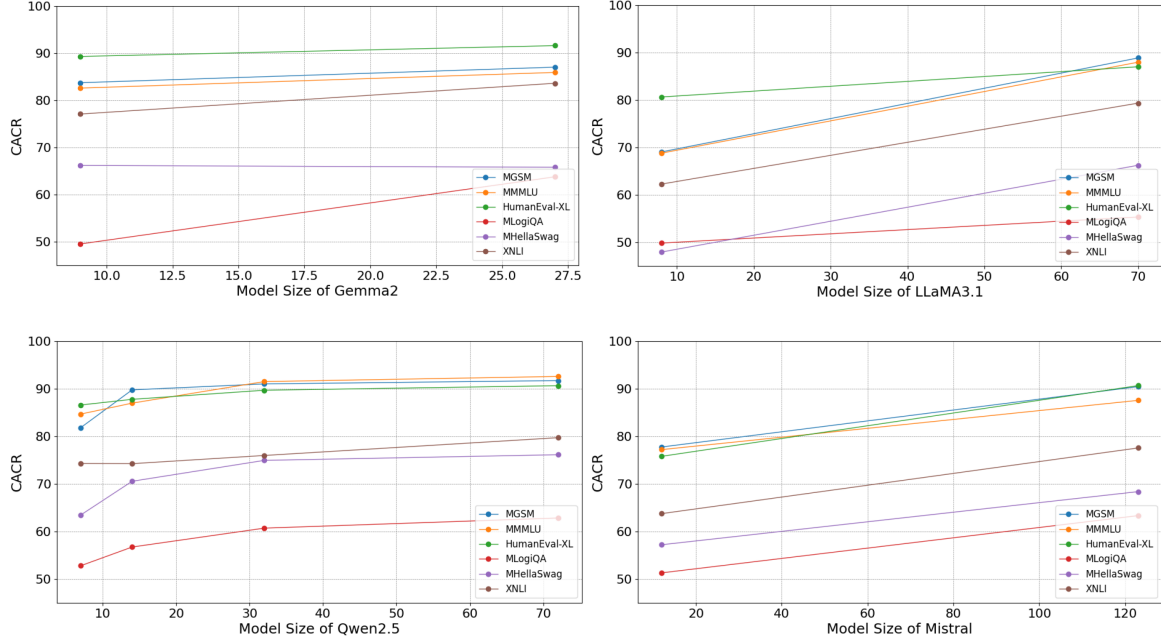 100
90
80
70
60
50
CACR
10.0 12.5 15.0 17.5 20.0 22.5 25.0 27.5
Model Size of Gemma2
MGSM
MMMLU
HumanEval-XL
MLogiQA
MHellaSwag
XNLI
100
90
80
70
60
50
CACR
10 20 30 40 50 60 70
Model Size of LLaMA3.1
MGSM
MMMLU
HumanEval-XL
MLogiQA
MHellaSwag
XNLI
100
90
80
70
60
50
CACR
10 20 30 40 50 60 70
Model Size of Qwen2.5
MGSM
MMMLU
HumanEval-XL
MLogiQA
MHellaSwag
XNLI
100
90
80
70
60
50
CACR
20 40 60 80 100 120
Model Size of Mistral
MGSM
MMMLU
HumanEval-XL
MLogiQA
MHellaSwag
XNLI